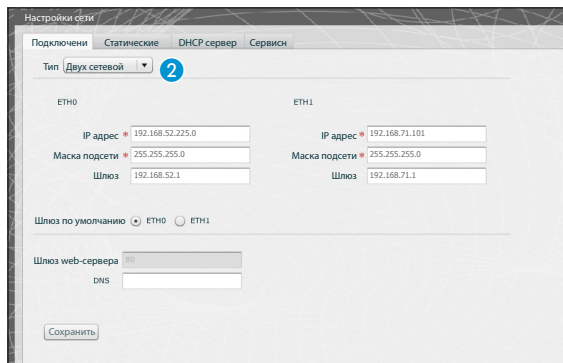 Настройки сети
Подключени Статические DHCP сервер Сервисн
Тип Двух сетевой 2
ETH0 ETH1
IP адрес * 192.168.52.225.0 IP адрес * 192.168.71.101
Маска подсети * 255.255.255.0 Маска подсети * 255.255.255.0
Шлюз 192.168.52.1 Шлюз 192.168.71.1
Шлюз по умолчанию ETH0 ETH1
Шлюз web-сервера 80
DNS
Сохранить